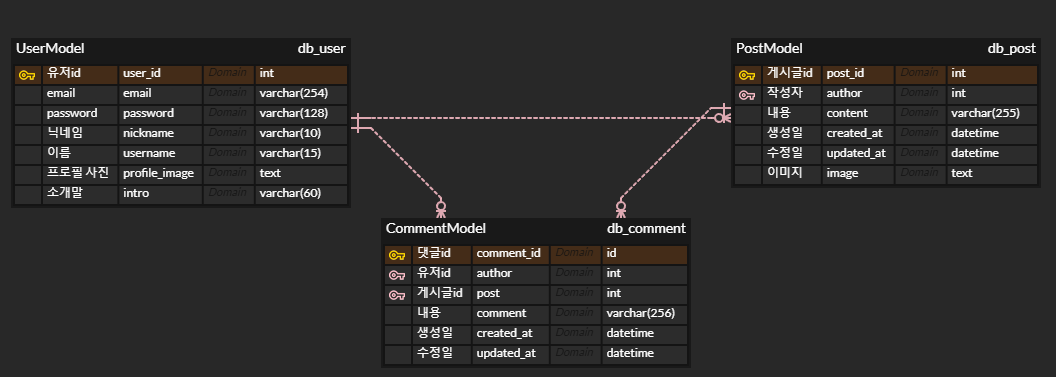 UserModel db_user
유저id user_id Domain int
email email Domain varchar(254)
password password Domain varchar(128)
닉네임 nickname Domain varchar(10)
이름 username Domain varchar(15)
프로필 사진 profile_image Domain text
소개말 intro Domain varchar(60)
PostModel db_post
게시글id post_id Domain int
작성자 author Domain int
내용 content Domain varchar(255)
생성일 created_at Domain datetime
수정일 updated_at Domain datetime
이미지 image Domain text
CommentModel db_comment
댓글id comment_id Domain id
유저id author Domain int
게시글id post Domain int
내용 comment Domain varchar(256)
생성일 created_at Domain datetime
수정일 updated_at Domain datetime